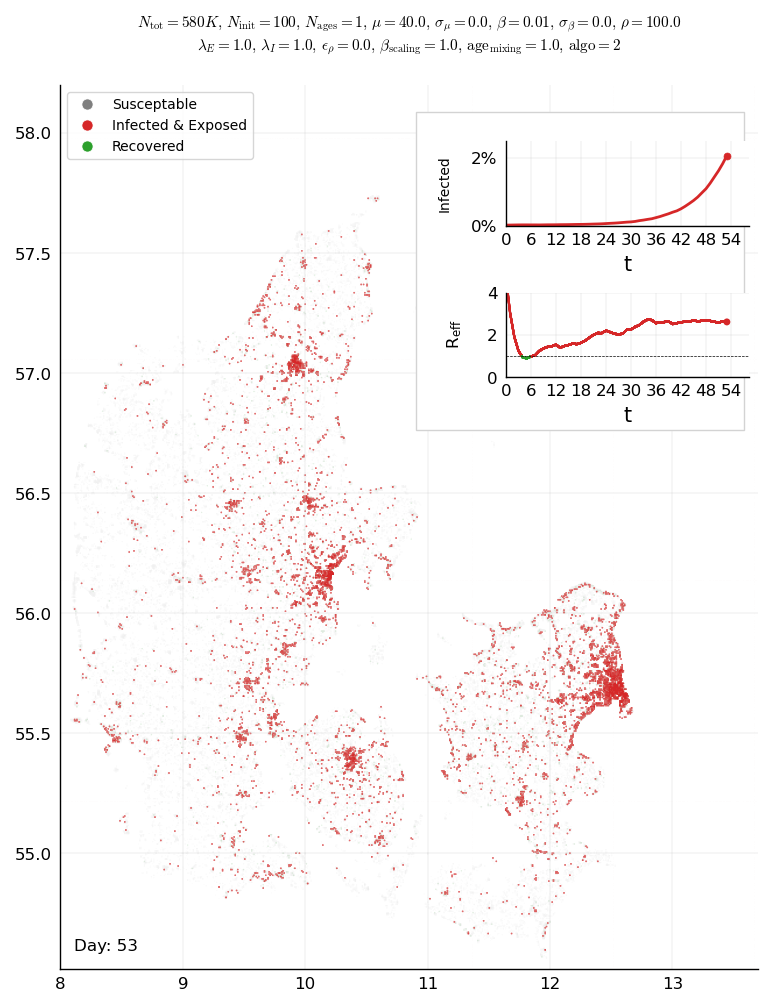 N_tot = 580K, N_init = 100, N_ages = 1, μ = 40.0, σ_μ = 0.0, β = 0.01, σ_β = 0.0, ρ = 100.0
λ_E = 1.0, λ_I = 1.0, ϵ_ρ = 0.0, β_scaling = 1.0, age_mixing = 1.0, algo = 2
Susceptable
Infected & Exposed
Recovered
58.0
57.5
57.0
56.5
56.0
55.5
55.0
8 9 10 11 12 13
Day: 53
Infected
2%
0%
0 6 12 18 24 30 36 42 48 54
t
R_eff
4
2
0
0 6 12 18 24 30 36 42 48 54
t